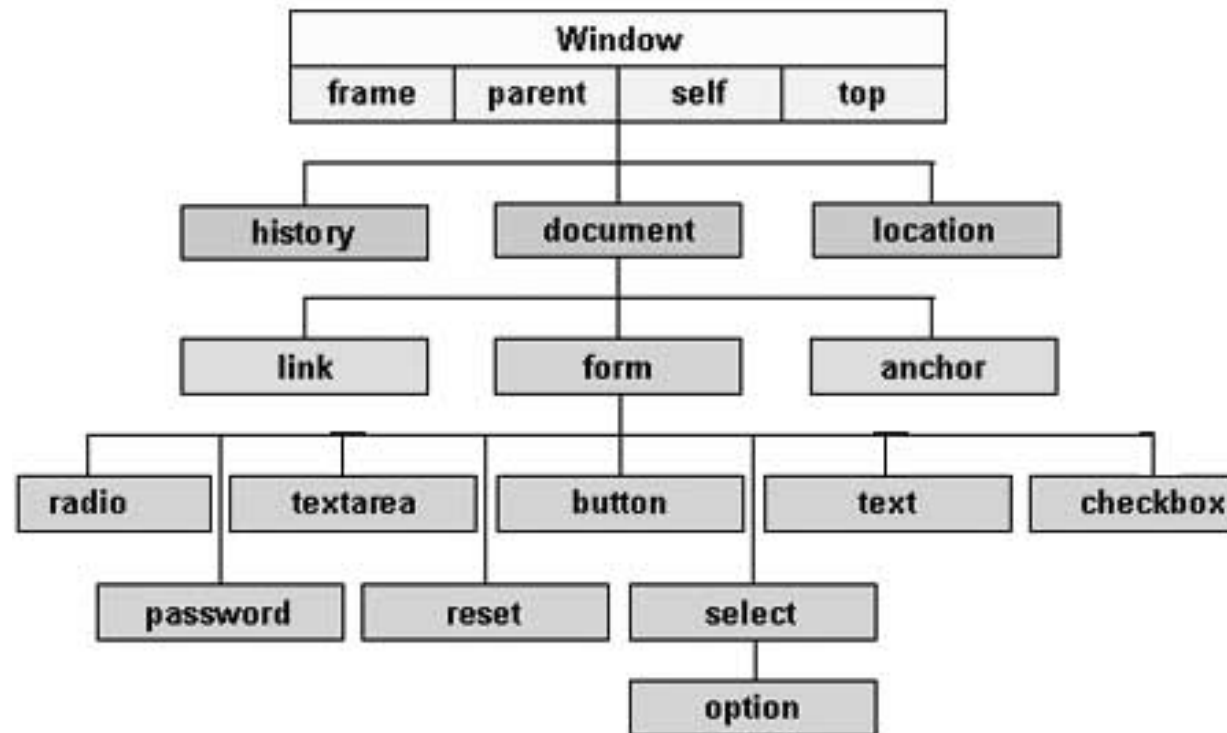 Window
frame parent self top
history document location
link form anchor
radio textarea button text checkbox
password reset select
option